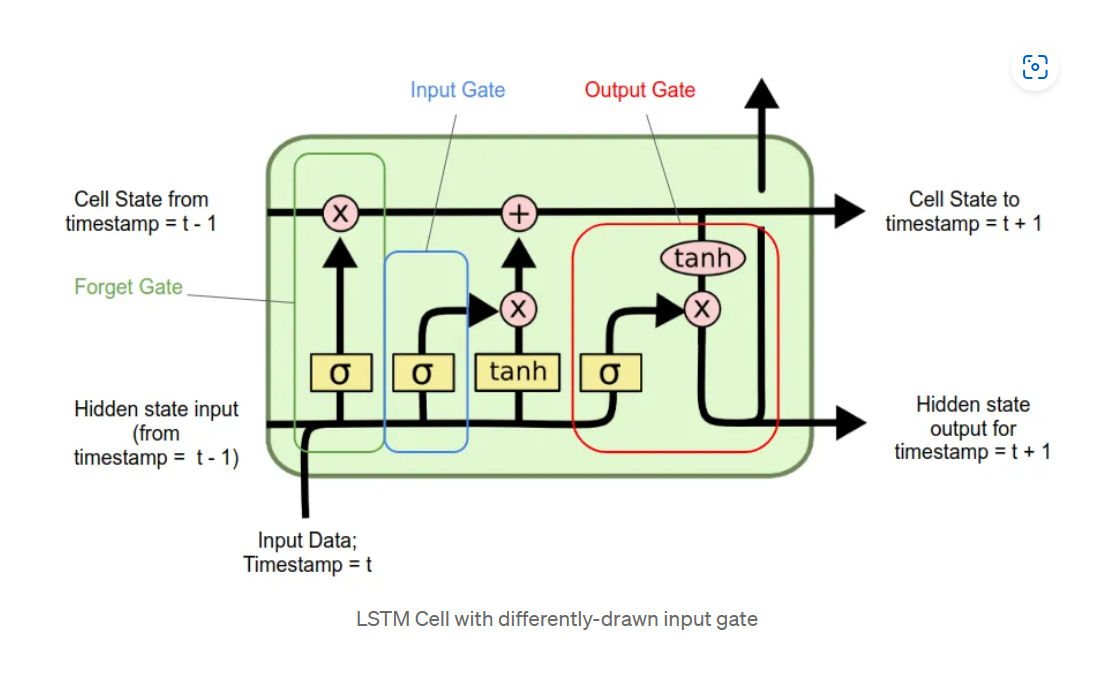 Input Gate
Output Gate
Cell State from
timestamp = t - 1
x
+
Cell State to
timestamp = t + 1
tanh
Forget Gate
x
x
σ
σ
tanh
σ
Hidden state input
(from
timestamp = t - 1)
Hidden state
output for
timestamp = t + 1
Input Data;
Timestamp = t
LSTM Cell with differently-drawn input gate